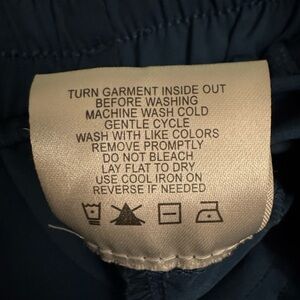 TURN GARMENT INSIDE OUT
BEFORE WASHING
MACHINE WASH COLD
GENTLE CYCLE
WASH WITH LIKE COLORS
REMOVE PROMPTLY
DO NOT BLEACH
LAY FLAT TO DRY
USE COOL IRON ON
REVERSE IF NEEDED